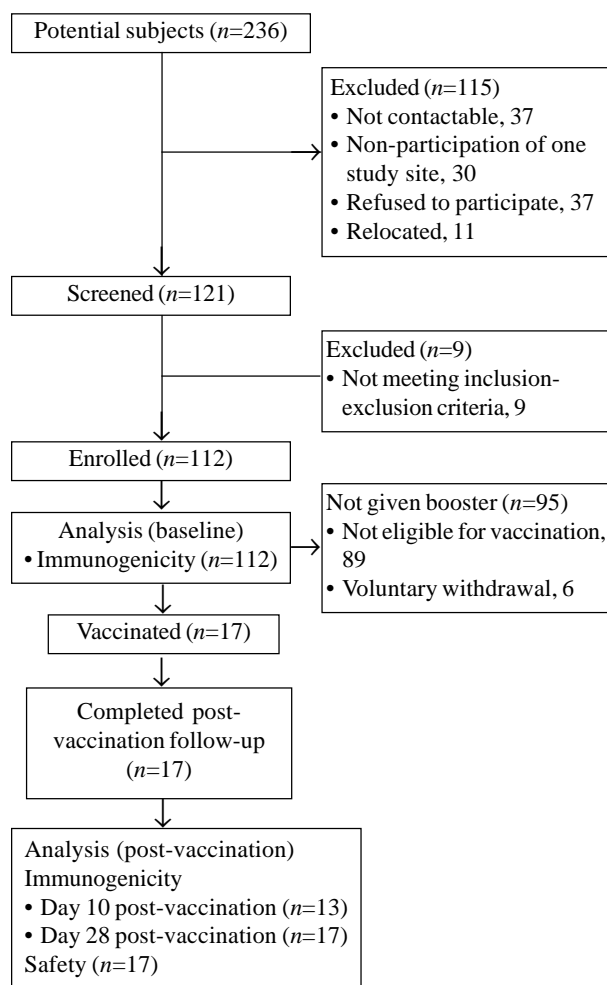 Potential subjects (n=236)
Excluded (n=115)
• Not contactable, 37
• Non-participation of one
study site, 30
• Refused to participate, 37
• Relocated, 11
Screened (n=121)
Excluded (n=9)
• Not meeting inclusion-
exclusion criteria, 9
Enrolled (n=112)
Not given booster (n=95)
• Not eligible for vaccination,
89
• Voluntary withdrawal, 6
Analysis (baseline)
• Immunogenicity (n=112)
Vaccinated (n=17)
Completed post-
vaccination follow-up
(n=17)
Analysis (post-vaccination)
Immunogenicity
• Day 10 post-vaccination (n=13)
• Day 28 post-vaccination (n=17)
Safety (n=17)